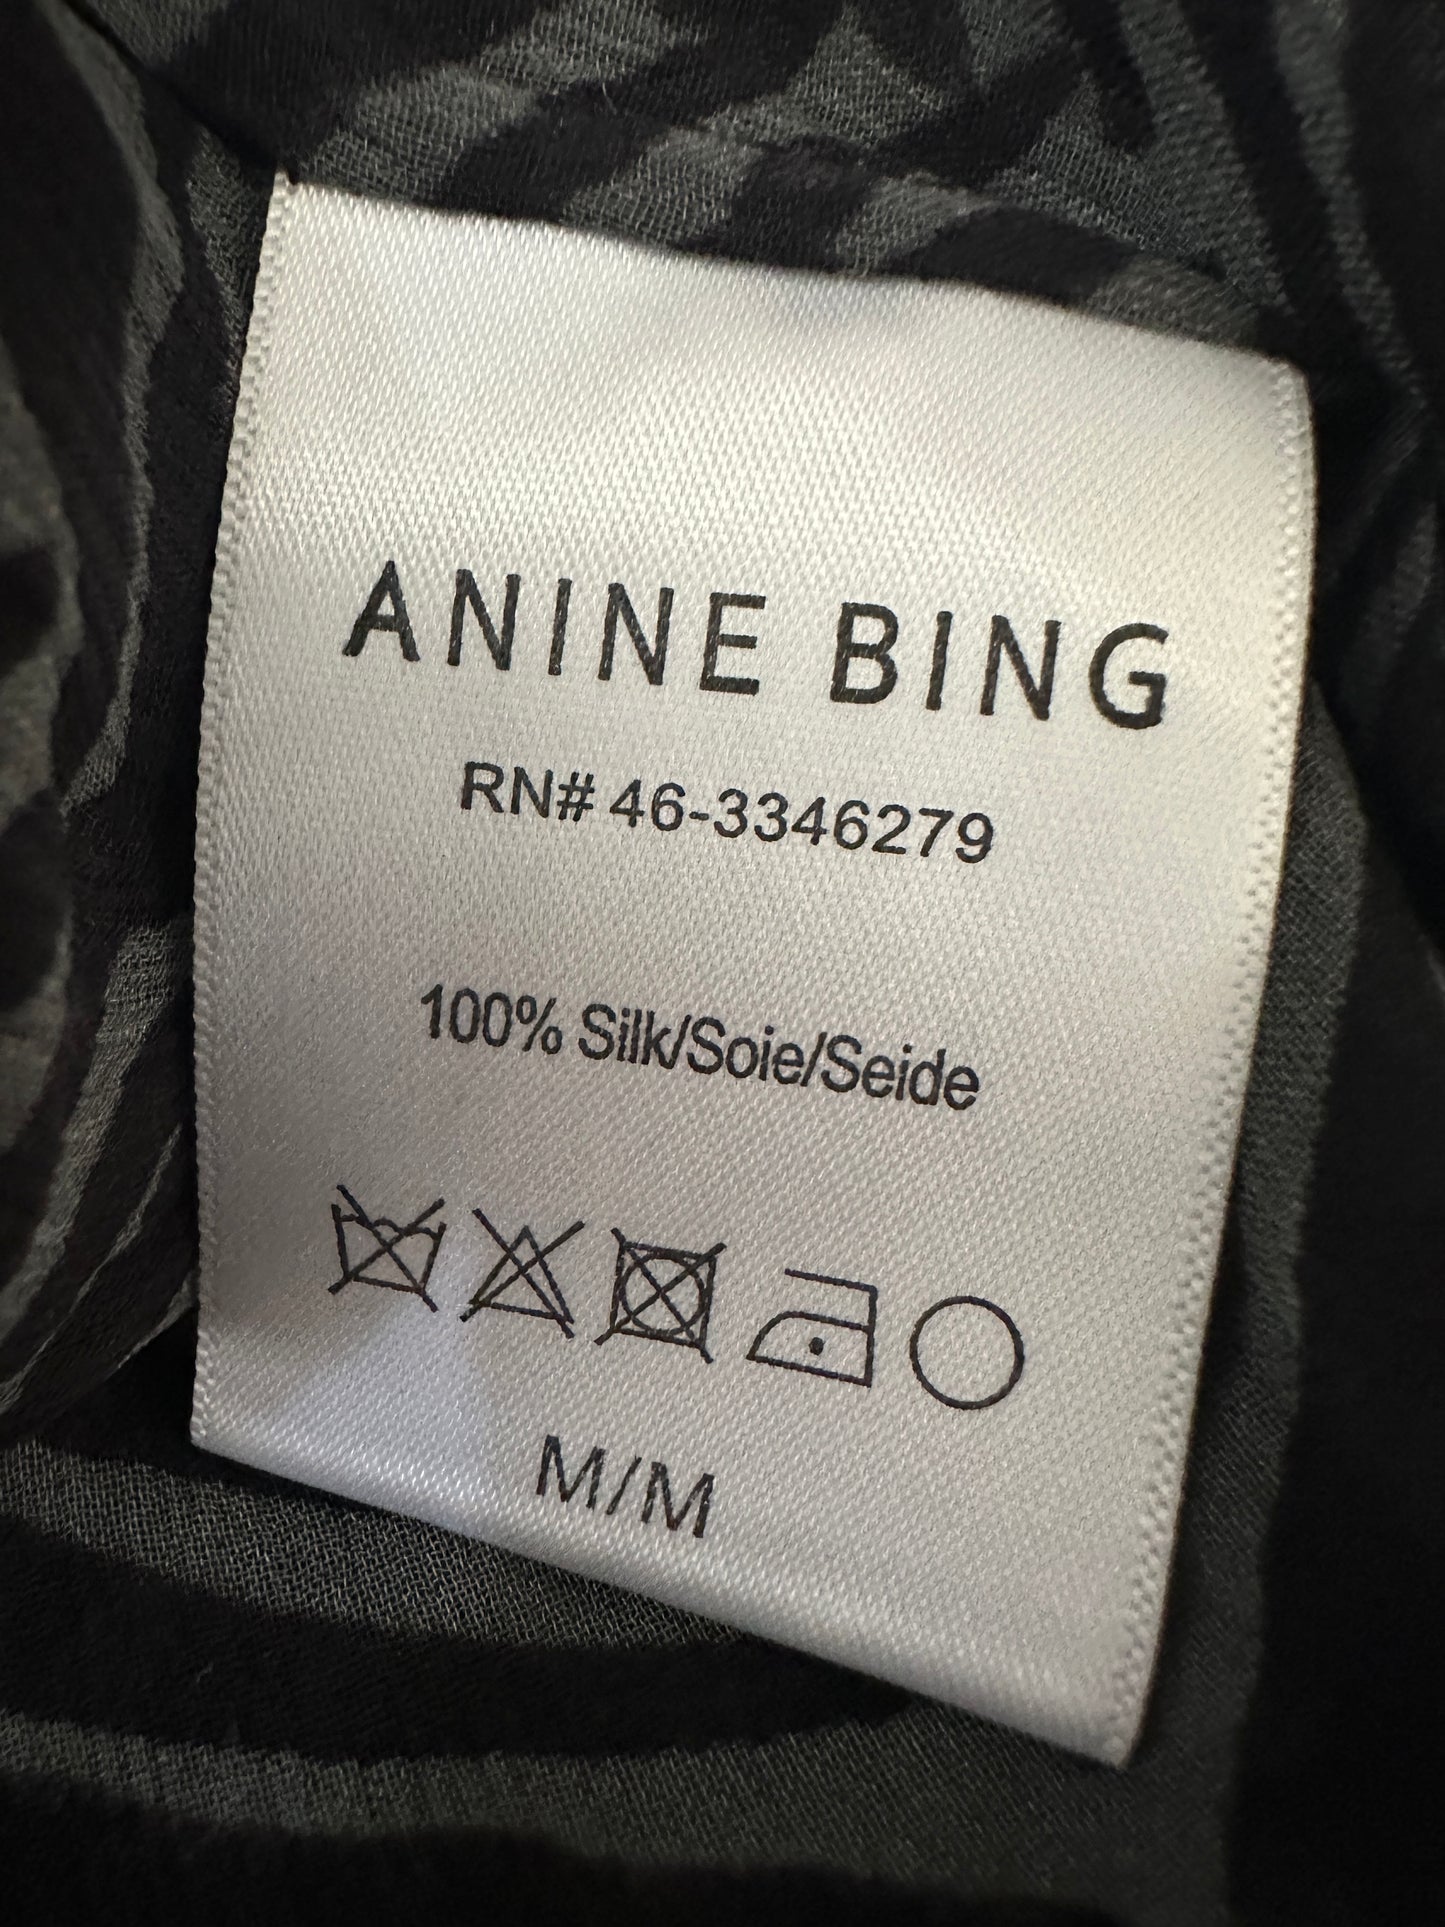 ANINE BING
RN# 46-3346279
100% Silk/Soie/Seide
M/M